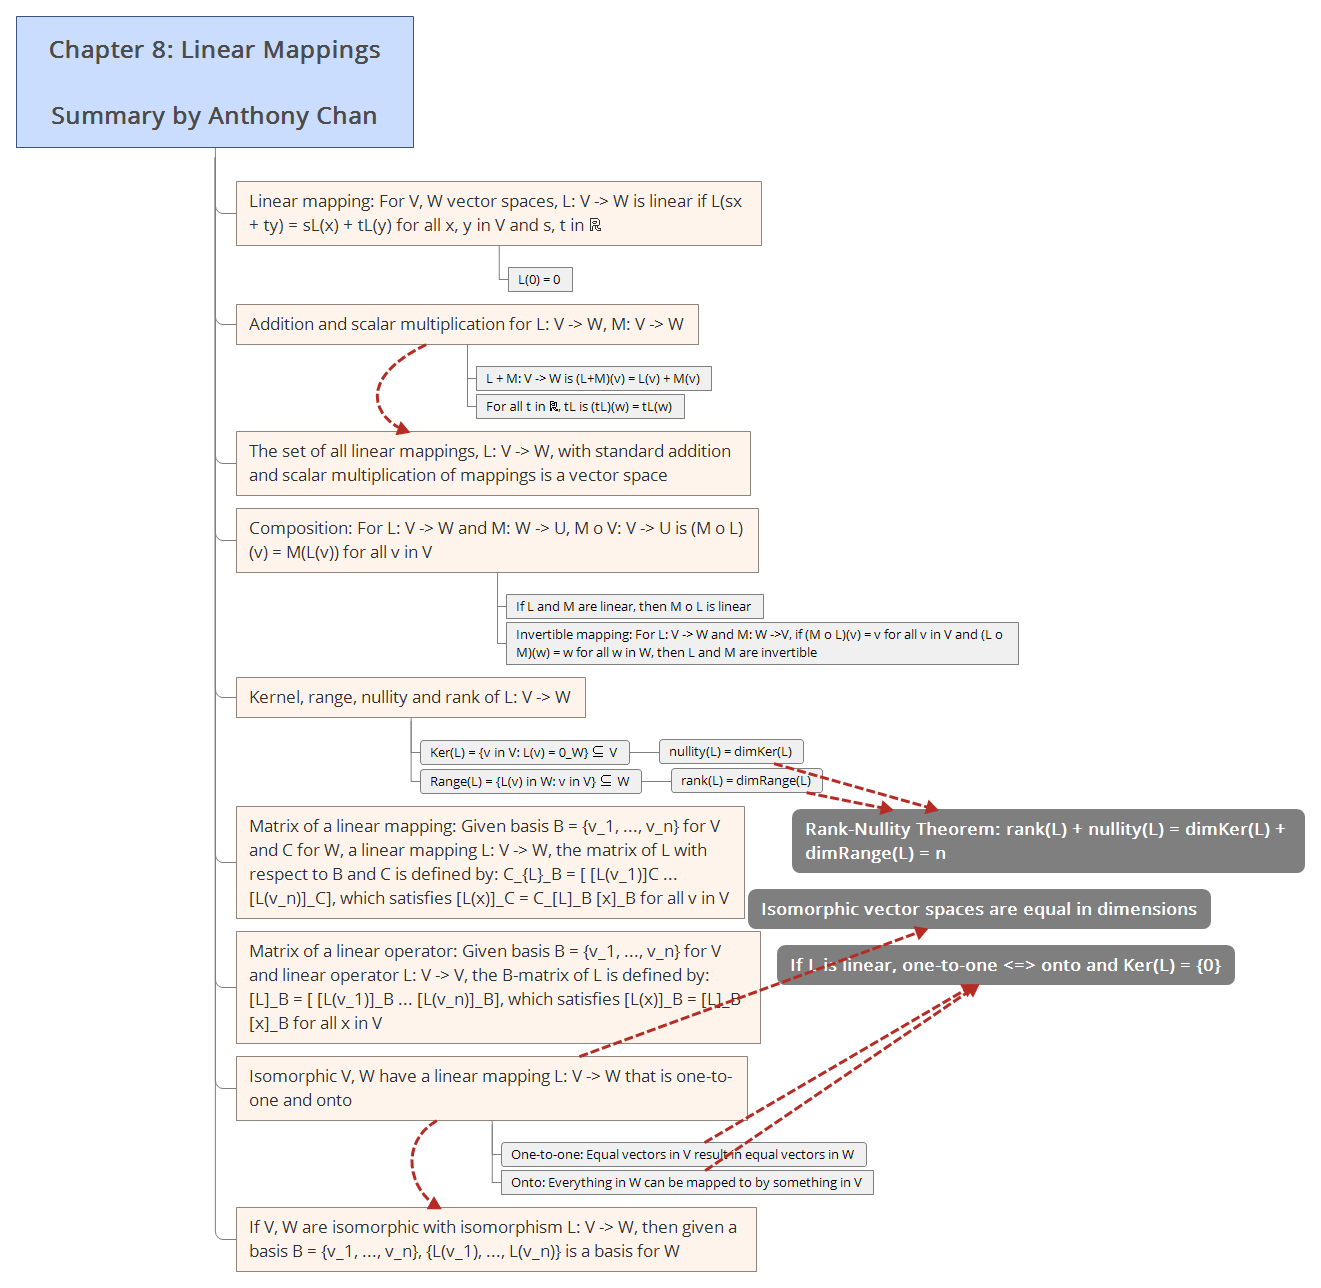 Chapter 8: Linear Mappings
Summary by Anthony Chan
Linear mapping: For V, W vector spaces, L: V -> W is linear if L(sx
+ ty) = sL(x) + tL(y) for all x, y in V and s, t in ℝ
L(0) = 0
Addition and scalar multiplication for L: V -> W, M: V -> W
L + M: V -> W is (L+M)(v) = L(v) + M(v)
For all t in ℝ, tL is (tL)(w) = tL(w)
The set of all linear mappings, L: V -> W, with standard addition
and scalar multiplication of mappings is a vector space
Composition: For L: V -> W and M: W -> U, M o V: V -> U is (M o L)
(v) = M(L(v)) for all v in V
If L and M are linear, then M o L is linear
Invertible mapping: For L: V -> W and M: W ->V, if (M o L)(v) = v for all v in V and (L o
M)(w) = w for all w in W, then L and M are invertible
Kernel, range, nullity and rank of L: V -> W
Ker(L) = {v in V: L(v) = 0_W} ⊆ V
nullity(L) = dimKer(L)
Range(L) = {L(v) in W: v in V} ⊆ W
rank(L) = dimRange(L)
Rank-Nullity Theorem: rank(L) + nullity(L) = dimKer(L) +
dimRange(L) = n
Matrix of a linear mapping: Given basis B = {v_1, ..., v_n} for V
and C for W, a linear mapping L: V -> W, the matrix of L with
respect to B and C is defined by: C_{L}_B = [ [L(v_1)]C ...
[L(v_n)]_C], which satisfies [L(x)]_C = C_[L]_B [x]_B for all v in V
Isomorphic vector spaces are equal in dimensions
If L is linear, one-to-one <=> onto and Ker(L) = {0}
Matrix of a linear operator: Given basis B = {v_1, ..., v_n} for V
and linear operator L: V -> V, the B-matrix of L is defined by:
[L]_B = [ [L(v_1)]_B ... [L(v_n)]_B], which satisfies [L(x)]_B = [L]_B
[x]_B for all x in V
Isomorphic V, W have a linear mapping L: V -> W that is one-to-
one and onto
One-to-one: Equal vectors in V result in equal vectors in W
Onto: Everything in W can be mapped to by something in V
If V, W are isomorphic with isomorphism L: V -> W, then given a
basis B = {v_1, ..., v_n}, {L(v_1), ..., L(v_n)} is a basis for W